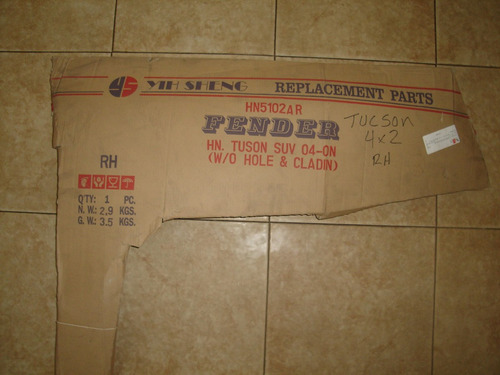 YS YIH SHENG REPLACEMENT PARTS
HN5102AR
FENDER
HN. TUSON SUV 04-ON
(W/O HOLE & CLADIN)
TUCSON
4x2
RH
RH
QTY: 1 PC.
N.W.: 2.9 KGS.
G.W.: 3.5 KGS.